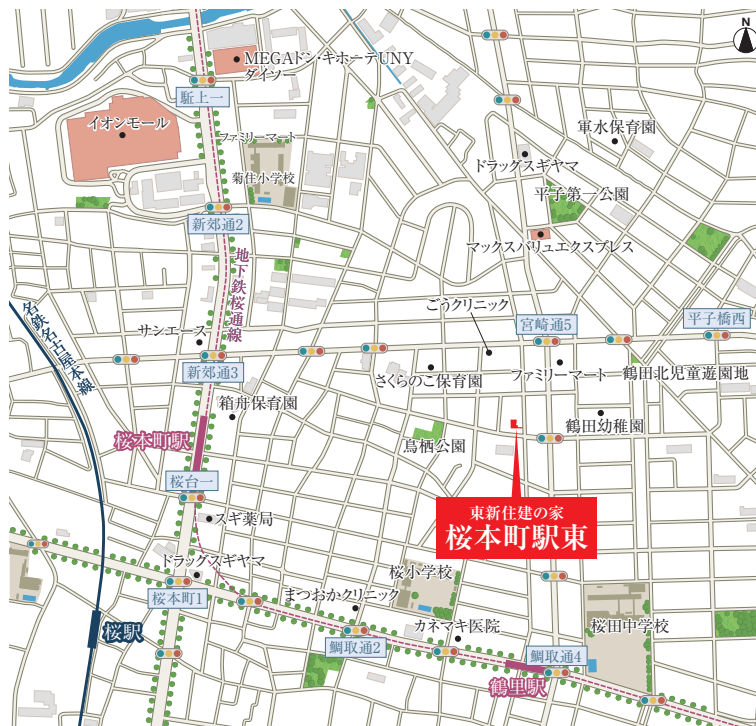 N
MEGAドン・キホーテUNY
ダイソー
駈上一
イオンモール
ファミリーマート
菊住小学校
軍水保育園
ドラッグスギヤマ
平子第一公園
新郊通2
マックスバリュエクスプレス
地下鉄桜通線
名鉄名古屋本線
ごうクリニック
宮崎通5
平子橋西
サンエース
新郊通3
さくらのこ保育園
ファミリーマート
鶴田北児童遊園地
箱舟保育園
鶴田幼稚園
桜本町駅
鳥栖公園
桜台一
東新住建の家
桜本町駅東
スギ薬局
ドラッグスギヤマ
桜小学校
桜本町1
まつおかクリニック
カネマキ医院
桜田中学校
桜駅
鯛取通2
鯛取通4
鶴里駅